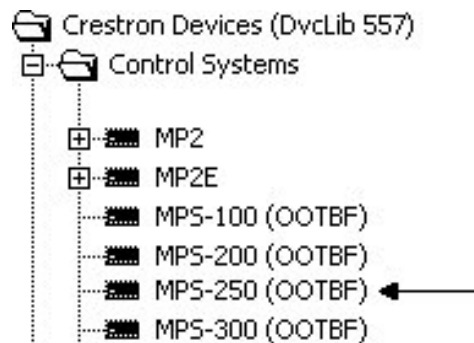 Crestron Devices (DvcLib 557)
Control Systems
MP2
MP2E
MPS-100 (OOTBF)
MPS-200 (OOTBF)
MPS-250 (OOTBF)
MPS-300 (OOTBF)